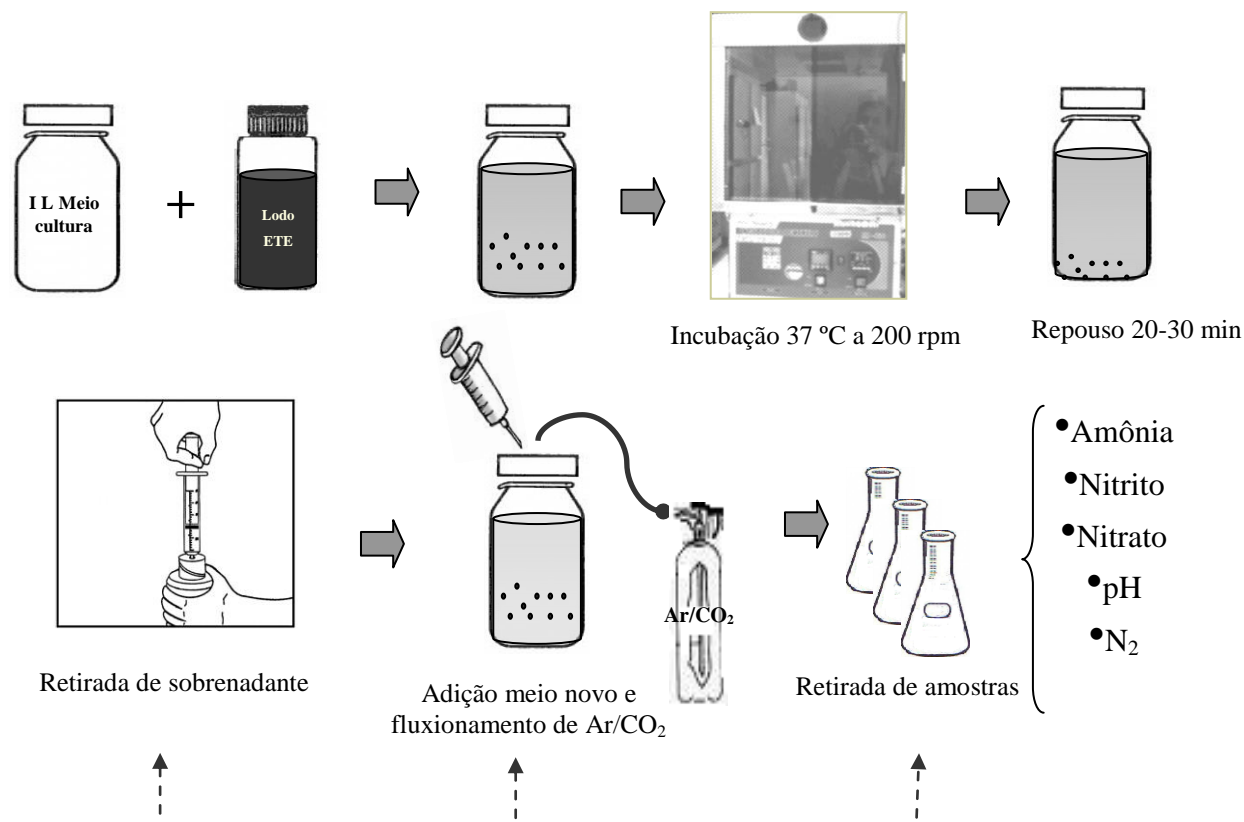 I L Meio
cultura
+
Lodo
ETE
Incubação 37 ºC a 200 rpm
Repouso 20-30 min
Retirada de sobrenadante
Adição meio novo e
fluxionamento de Ar/CO₂
Ar/CO₂
Retirada de amostras
•Amônia
•Nitrito
•Nitrato
•pH
•N₂